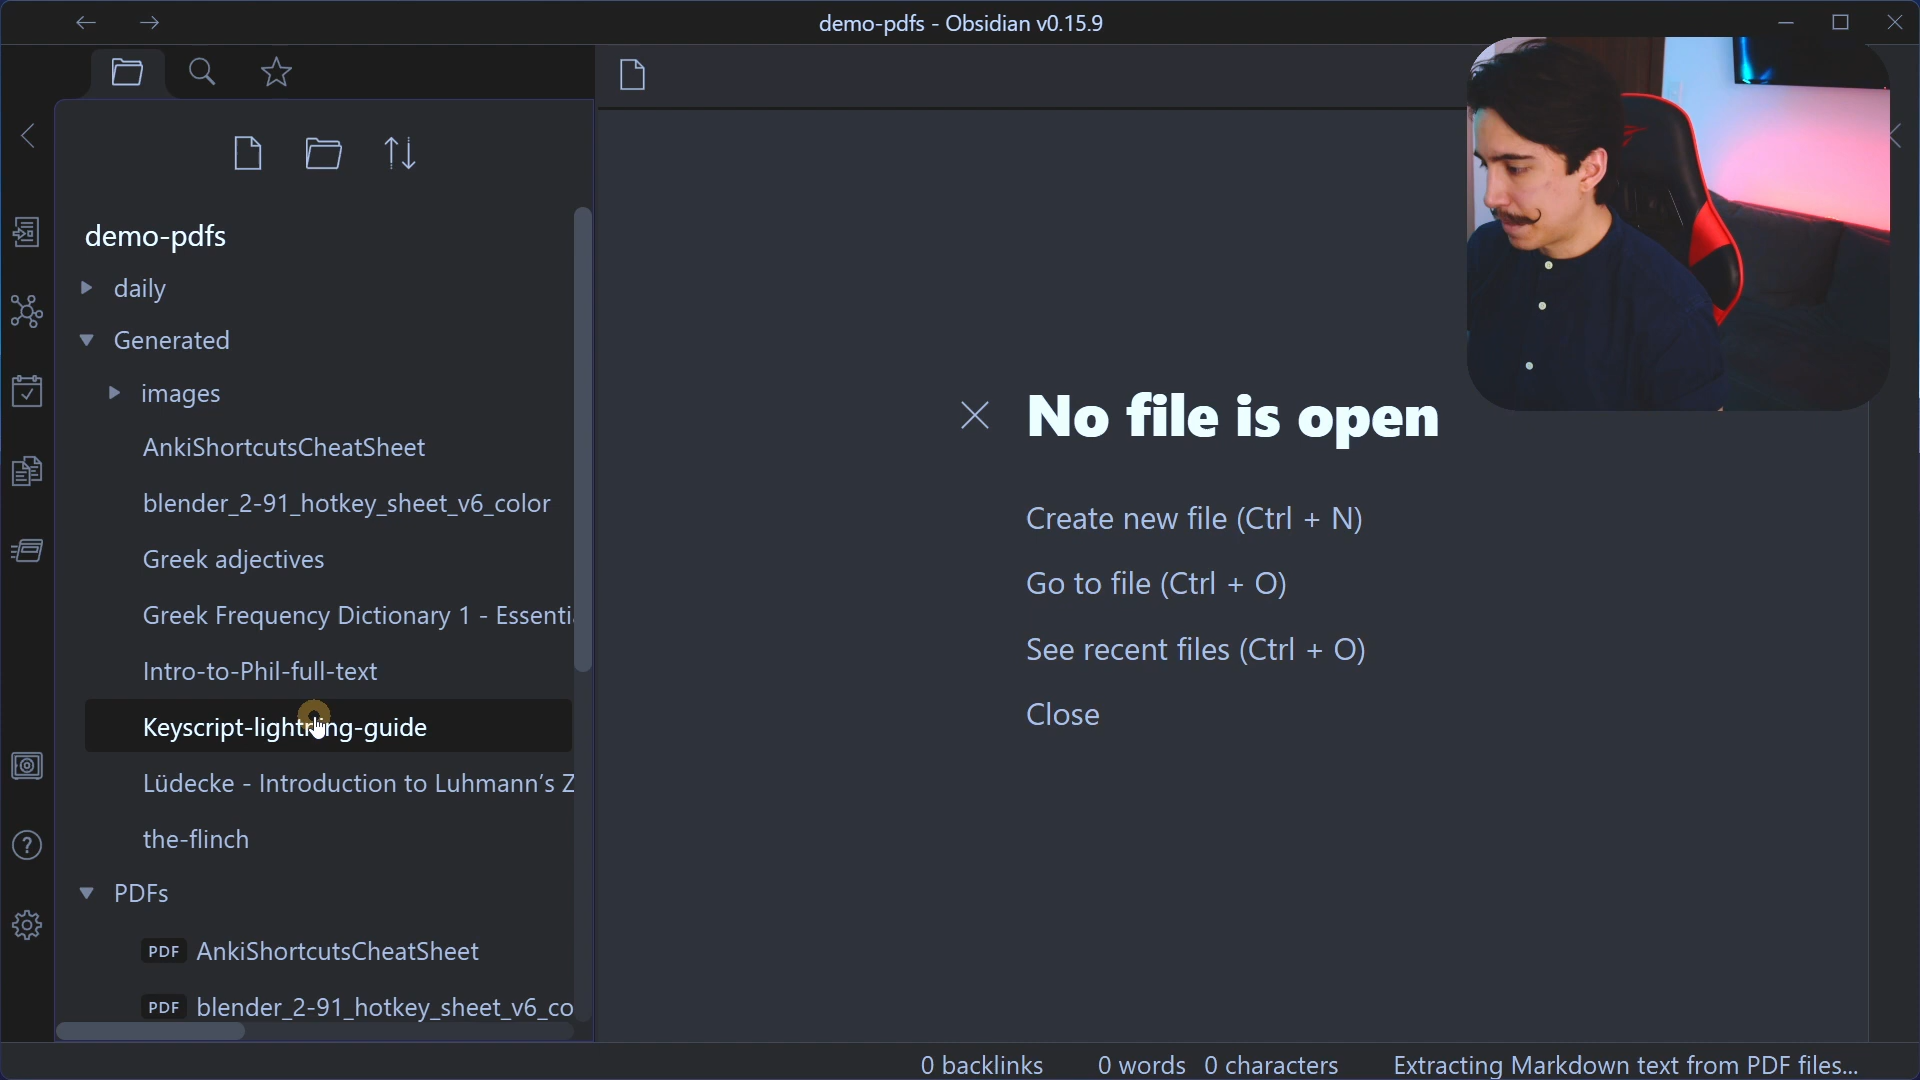 demo-pdfs - Obsidian v0.15.9
demo-pdfs
daily
Generated
images
AnkiShortcutsCheatSheet
blender_2-91_hotkey_sheet_v6_color
Greek adjectives
Greek Frequency Dictionary 1 - Essenti
Intro-to-Phil-full-text
Keyscript-lightning-guide
Lüdecke - Introduction to Luhmann's Z
the-flinch
PDFs
PDF AnkiShortcutsCheatSheet
PDF blender_2-91_hotkey_sheet_v6_co
No file is open
Create new file (Ctrl + N)
Go to file (Ctrl + O)
See recent files (Ctrl + O)
Close
0 backlinks 0 words 0 characters Extracting Markdown text from PDF files...